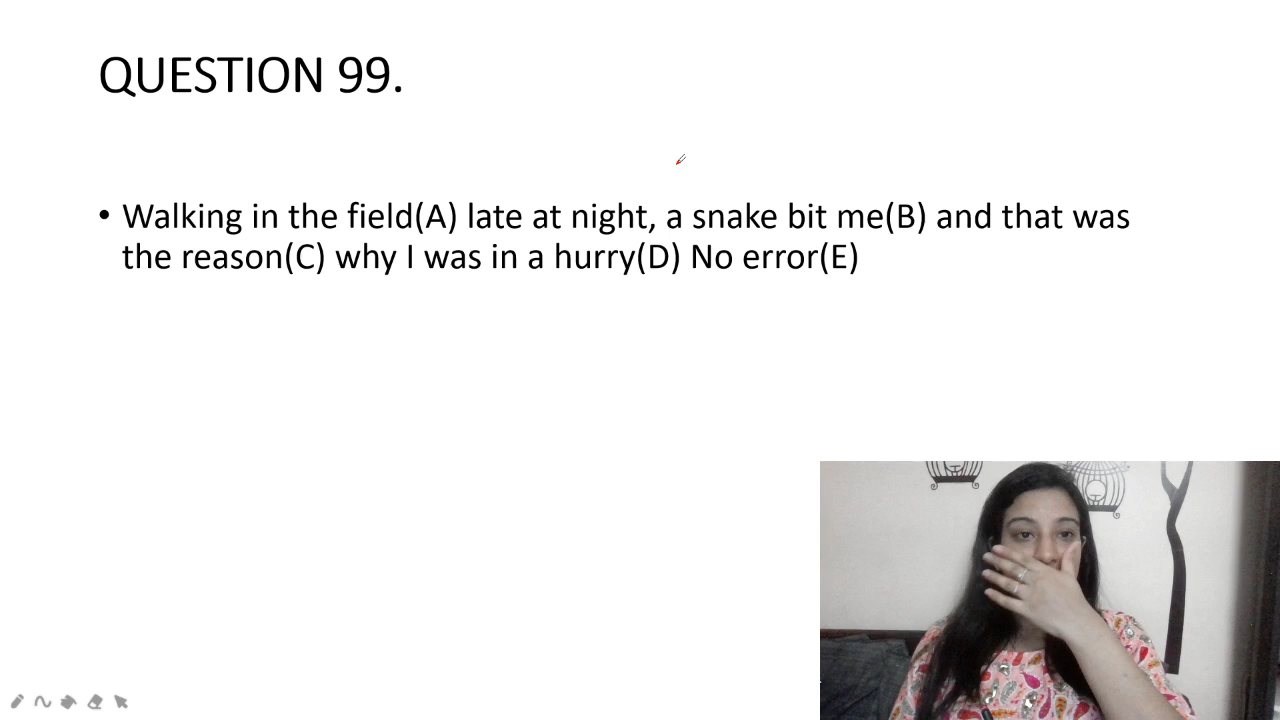 QUESTION 99.
• Walking in the field(A) late at night, a snake bit me(B) and that was
the reason(C) why I was in a hurry(D) No error(E)